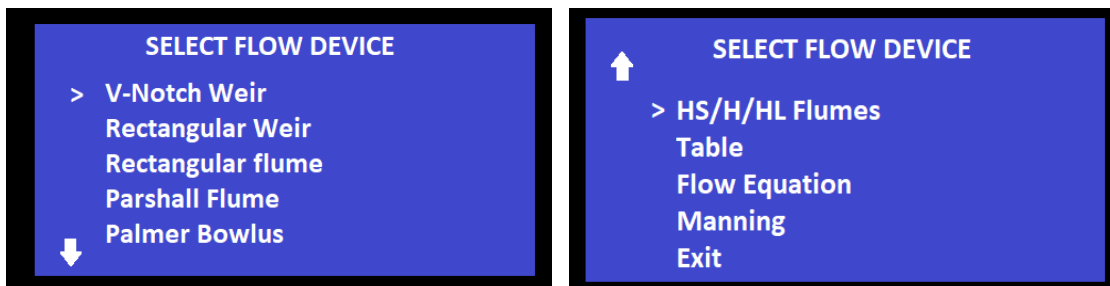 SELECT FLOW DEVICE
> V-Notch Weir
Rectangular Weir
Rectangular flume
Parshall Flume
Palmer Bowlus
SELECT FLOW DEVICE
> HS/H/HL Flumes
Table
Flow Equation
Manning
Exit